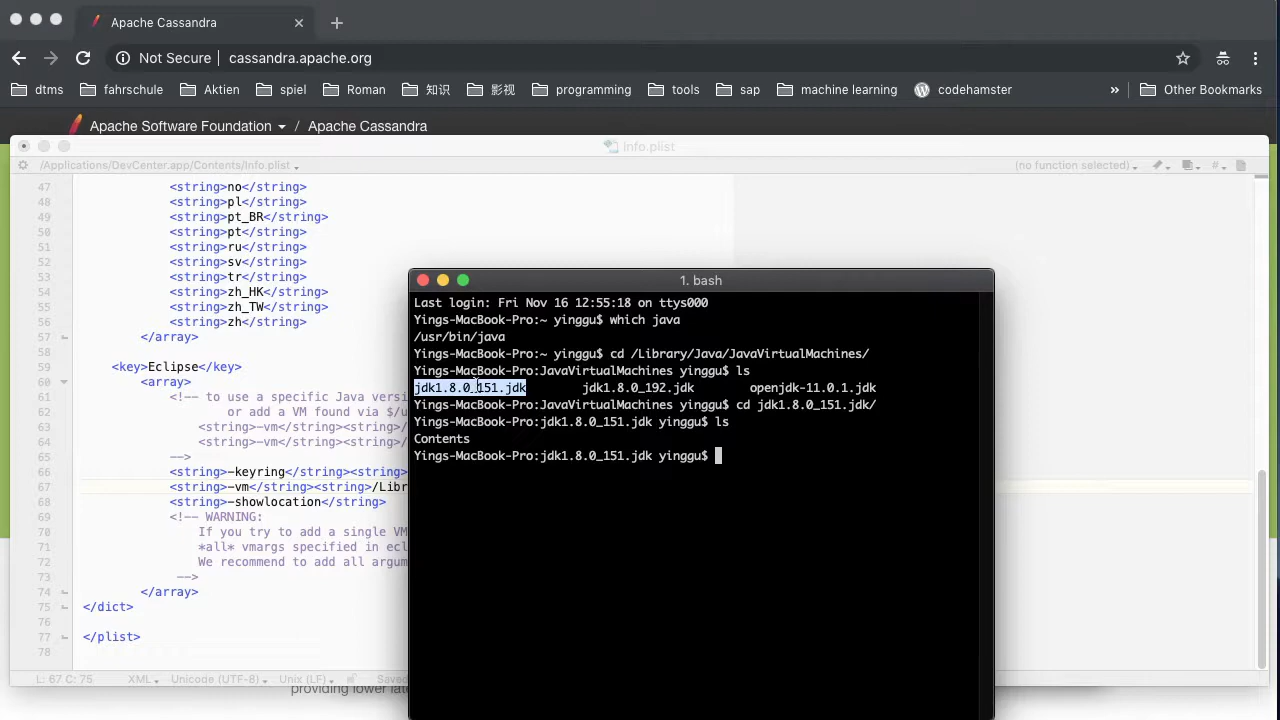 Apache Cassandra
Not Secure | cassandra.apache.org
dtms fahrschule Aktien spiel Roman 知识 影视 programming tools sap machine learning codehamster » Other Bookmarks
Apache Software Foundation / Apache Cassandra
Info.plist
/Applications/DevCenter.app/Contents/Info.plist (no function selected) #
47 <string>no</string>
48 <string>pl</string>
49 <string>pt_BR</string>
50 <string>pt</string>
51 <string>ru</string>
52 <string>sv</string>
53 <string>tr</string>
54 <string>zh_HK</string>
55 <string>zh_TW</string>
56 <string>zh</string>
57 </array>
58
59 <key>Eclipse</key>
60 <array>
61 <!-- to use a specific Java versi
62 or add a VM found via $/u
63 <string>-vm</string><string>/
64 <string>-vm</string><string>/
65 -->
66 <string>-keyring</string><string>
67 <string>-vm</string><string>/Libr
68 <string>-showlocation</string>
69 <!-- WARNING:
70 If you try to add a single VM
71 *all* vmargs specified in ecl
72 We recommend to add all argum
73 -->
74 </array>
75 </dict>
76
77 </plist>
78
L: 67 C: 75 XML Unicode (UTF-8) Unix (LF) Saved
providing lower late
1. bash
Last login: Fri Nov 16 12:55:18 on ttys000
Yings-MacBook-Pro:~ yinggu$ which java
/usr/bin/java
Yings-MacBook-Pro:~ yinggu$ cd /Library/Java/JavaVirtualMachines/
Yings-MacBook-Pro:JavaVirtualMachines yinggu$ ls
jdk1.8.0_151.jdk jdk1.8.0_192.jdk openjdk-11.0.1.jdk
Yings-MacBook-Pro:JavaVirtualMachines yinggu$ cd jdk1.8.0_151.jdk/
Yings-MacBook-Pro:jdk1.8.0_151.jdk yinggu$ ls
Contents
Yings-MacBook-Pro:jdk1.8.0_151.jdk yinggu$